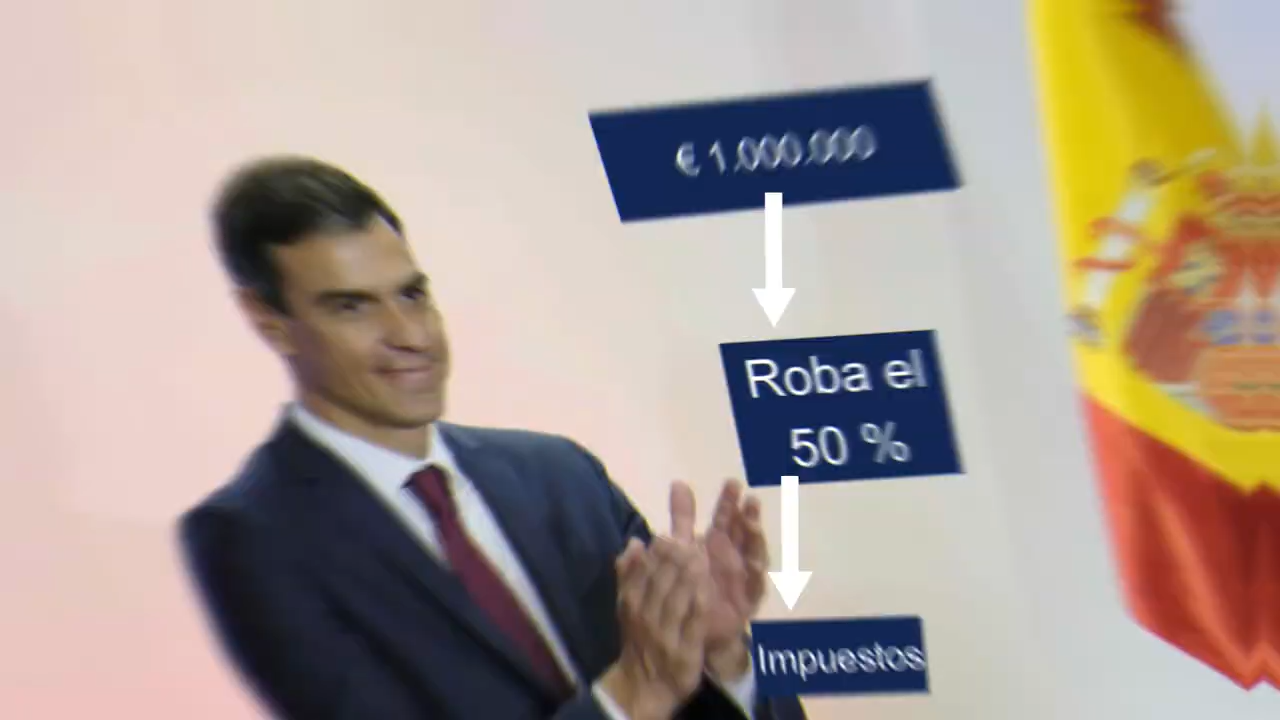 € 1.000.000
Roba el
50 %
Impuestos